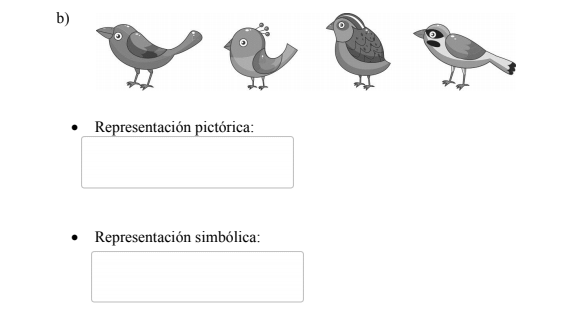 b)
• Representación pictórica:
• Representación simbólica: